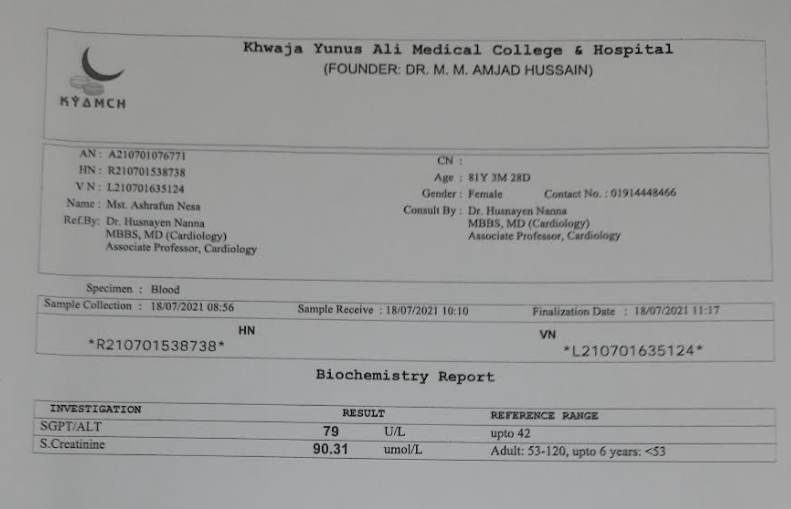 Khwaja Yunus Ali Medical College & Hospital
(FOUNDER: DR. M. M. AMJAD HUSSAIN)
KYAMCH
AN : A210701076771
HN : R210701538738
VN : L210701635124
Name : Mst. Ashrafun Nesa
Ref.By: Dr. Husnayen Nanna
MBBS, MD (Cardiology)
Associate Professor, Cardiology
CN :
Age : 81Y 3M 28D
Gender : Female Contact No. : 01914448466
Consult By : Dr. Husnayen Nanna
MBBS, MD (Cardiology)
Associate Professor, Cardiology
Specimen : Blood
Sample Collection : 18/07/2021 08:56 Sample Receive : 18/07/2021 10:10 Finalization Date : 18/07/2021 11:17
HN VN
*R210701538738* *L210701635124*
Biochemistry Report
INVESTIGATION RESULT REFERENCE RANGE
SGPT/ALT 79 U/L upto 42
S.Creatinine 90.31 umol/L Adult: 53-120, upto 6 years: <53